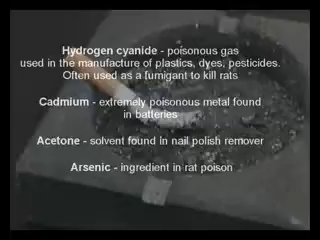 Hydrogen cyanide - poisonous gas
used in the manufacture of plastics, dyes, pesticides.
Often used as a fumigant to kill rats
Cadmium - extremely poisonous metal found
in batteries
Acetone - solvent found in nail polish remover
Arsenic - ingredient in rat poison